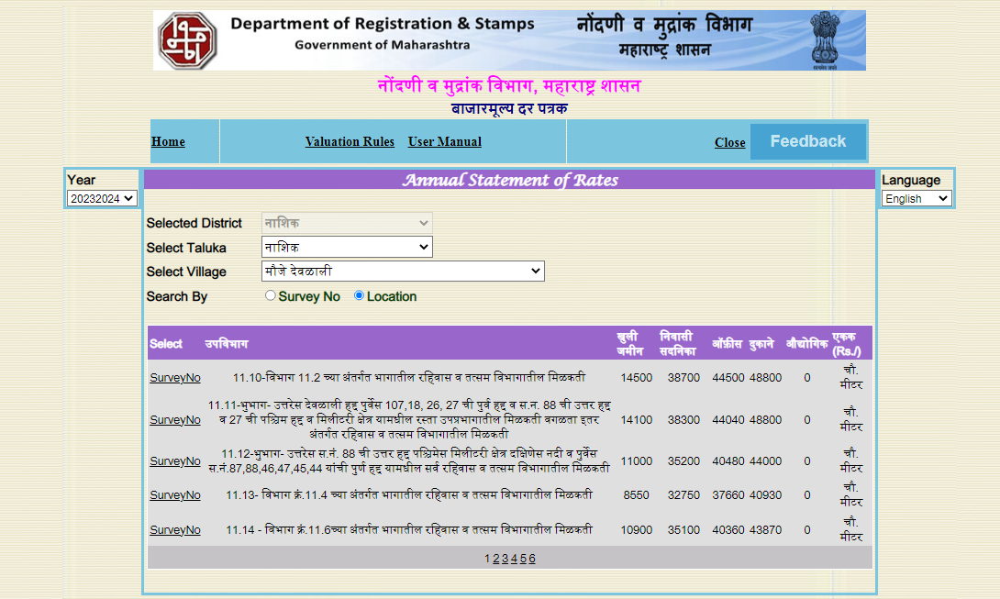 Department of Registration & Stamps
Government of Maharashtra
नोंदणी व मुद्रांक विभाग
महाराष्ट्र शासन
नोंदणी व मुद्रांक विभाग, महाराष्ट्र शासन
बाजारमूल्य दर पत्रक
Home Valuation Rules User Manual Close Feedback
Year
20232024
Annual Statement of Rates
Language
English
Selected District नाशिक
Select Taluka नाशिक
Select Village मौजे देवळाली
Search By Survey No Location
Select उपविभाग खुली जमीन निवासी सदनिका ऑफ़ीस दुकाने औद्योगिक एकक (Rs./)
SurveyNo 11.10-विभाग 11.2 च्या अंतर्गत भागातील रहिवास व तत्सम विभागातील मिळकती 14500 38700 44500 48800 0 चौ. मीटर
SurveyNo 11.11-भुभाग- उत्तरेस देवळाली हद्द पुर्वेस 107,18, 26, 27 ची पुर्व हद्द व स.न. 88 ची उत्तर हद्द
व 27 ची पश्चिम हद्द व मिलीटरी क्षेत्र यामधील रस्ता उपप्रभागातील मिळकती वगळता इतर
अंतर्गत रहिवास व तत्सम विभागातील मिळकती 14100 38300 44040 48800 0 चौ. मीटर
SurveyNo 11.12-भुभाग- उत्तरेस स.नं. 88 ची उत्तर हद्द पश्चिमेस मिलीटरी क्षेत्र दक्षिणेस नदी व पुर्वेस
स.नं.87,88,46,47,45,44 यांची पुर्ण हद्द यामधील सर्व रहिवास व तत्सम विभागातील मिळकती 11000 35200 40480 44000 0 चौ. मीटर
SurveyNo 11.13- विभाग क्रं.11.4 च्या अंतर्गत भागातील रहिवास व तत्सम विभागातील मिळकती 8550 32750 37660 40930 0 चौ. मीटर
SurveyNo 11.14 - विभाग क्रं.11.6च्या अंतर्गत भागातील रहिवास व तत्सम विभागातील मिळकती 10900 35100 40360 43870 0 चौ. मीटर
1 2 3 4 5 6